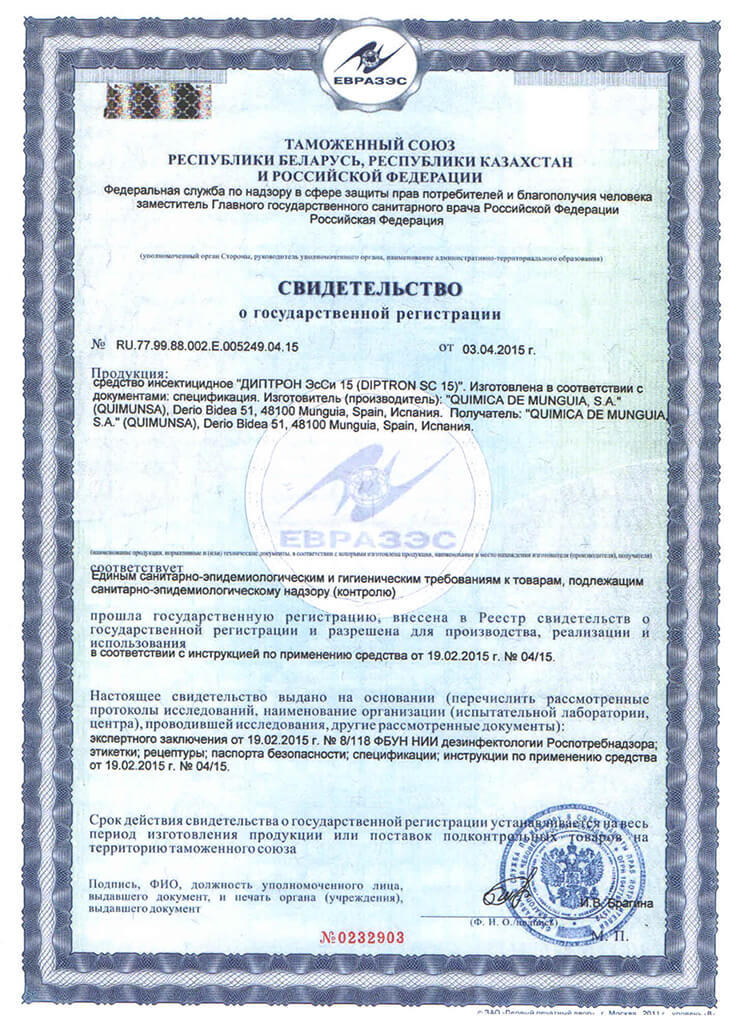 ЕВРАЗЭС
ТАМОЖЕННЫЙ СОЮЗ
РЕСПУБЛИКИ БЕЛАРУСЬ, РЕСПУБЛИКИ КАЗАХСТАН
И РОССИЙСКОЙ ФЕДЕРАЦИИ
Федеральная служба по надзору в сфере защиты прав потребителей и благополучия человека
заместитель Главного государственного санитарного врача Российской Федерации
Российская Федерация
(уполномоченный орган Стороны, руководитель уполномоченного органа, наименование административно-территориального образования)
СВИДЕТЕЛЬСТВО
о государственной регистрации
№ RU.77.99.88.002.E.005249.04.15 от 03.04.2015 г.
Продукция:
средство инсектицидное "ДИПТРОН ЭсСи 15 (DIPTRON SC 15)". Изготовлена в соответствии с
документами: спецификация. Изготовитель (производитель): "QUIMICA DE MUNGUIA, S.A."
(QUIMUNSA), Derio Bidea 51, 48100 Munguia, Spain, Испания. Получатель: "QUIMICA DE MUNGUIA,
S.A." (QUIMUNSA), Derio Bidea 51, 48100 Munguia, Spain, Испания.
ЕВРАЗЭС
(наименование продукции, нормативные и (или) технические документы, в соответствии с которыми изготовлена продукция, наименование и место нахождения изготовителя (производителя), получателя)
соответствует
Единым санитарно-эпидемиологическим и гигиеническим требованиям к товарам, подлежащим
санитарно-эпидемиологическому надзору (контролю)
прошла государственную регистрацию, внесена в Реестр свидетельств о
государственной регистрации и разрешена для производства, реализации и
использования
в соответствии с инструкцией по применению средства от 19.02.2015 г. № 04/15.
Настоящее свидетельство выдано на основании (перечислить рассмотренные
протоколы исследований, наименование организации (испытательной лаборатории,
центра), проводившей исследования, другие рассмотренные документы):
экспертного заключения от 19.02.2015 г. № 8/118 ФБУН НИИ дезинфектологии Роспотребнадзора;
этикетки; рецептуры; паспорта безопасности; спецификации; инструкции по применению средства
от 19.02.2015 г. № 04/15.
Срок действия свидетельства о государственной регистрации устанавливается на весь
период изготовления продукции или поставок подконтрольных товаров на
территорию таможенного союза
Подпись, ФИО, должность уполномоченного лица,
выдавшего документ, и печать органа (учреждения),
выдавшего документ
И.В. Брагина
(Ф. И. О./подпись)
М. П.
№0232903
© ЗАО «Первый печатный двор», г. Москва, 2011 г., уровень «В»